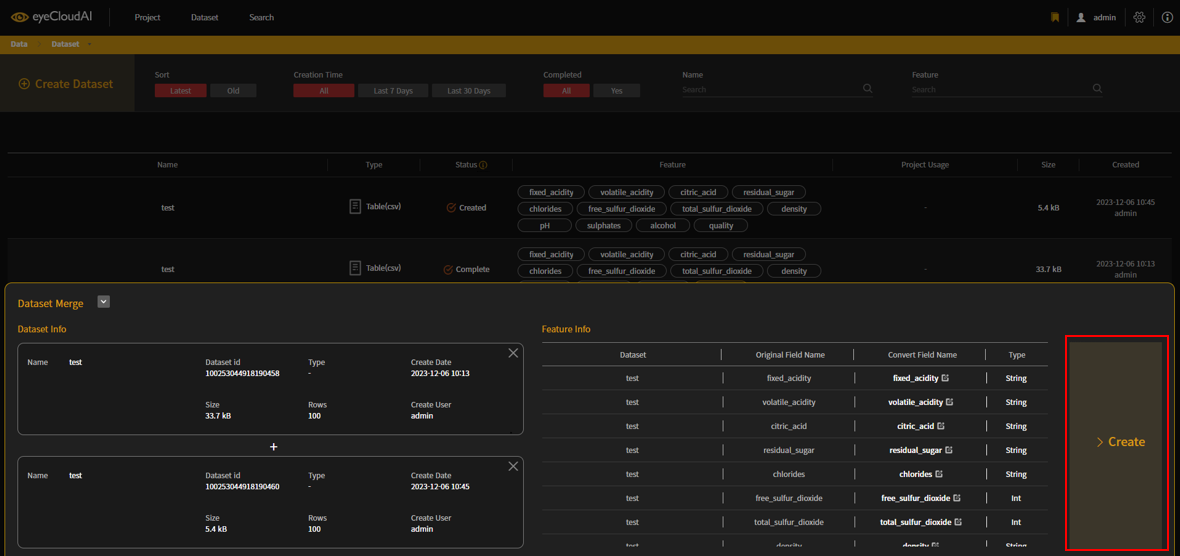 eyeCloudAI Project Dataset Search admin
Data Dataset
Create Dataset
Sort Creation Time Completed Name Feature
Latest Old All Last 7 Days Last 30 Days All Yes Search Search
Name Type Status Feature Project Usage Size Created
fixed_acidity volatile_acidity citric_acid residual_sugar
test Table(csv) Created chlorides free_sulfur_dioxide total_sulfur_dioxide density - 5.4 kB 2023-12-06 10:45
admin
pH sulphates alcohol quality
fixed_acidity volatile_acidity citric_acid residual_sugar
test Table(csv) Complete chlorides free_sulfur_dioxide total_sulfur_dioxide density - 33.7 kB 2023-12-06 10:13
admin
Dataset Merge
Dataset Info
Name test Dataset id Type Create Date
100253044918190458 - 2023-12-06 10:13
Size Rows Create User
33.7 kB 100 admin
+
Name test Dataset id Type Create Date
100253044918190460 - 2023-12-06 10:45
Size Rows Create User
5.4 kB 100 admin
Feature Info
Dataset Original Field Name Convert Field Name Type
test fixed_acidity fixed_acidity String
test volatile_acidity volatile_acidity String
test citric_acid citric_acid String
test residual_sugar residual_sugar String
test chlorides chlorides String
test free_sulfur_dioxide free_sulfur_dioxide Int
test total_sulfur_dioxide total_sulfur_dioxide Int
test density density String
> Create